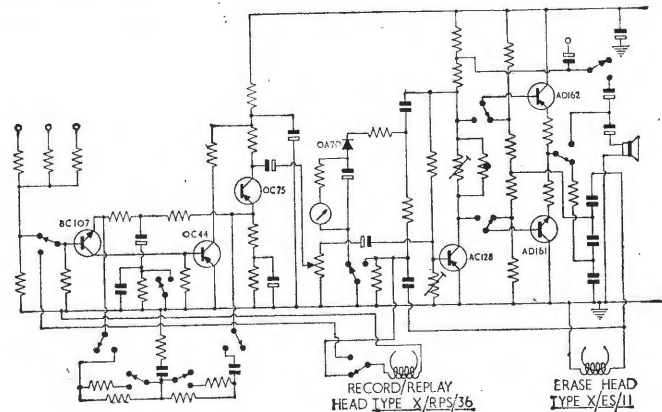 AD162
OA70
OC75
BC107
OC44
AC128
AD161
RECORD/REPLAY
HEAD TYPE X/RPS/36
ERASE HEAD
TYPE X/ES/11